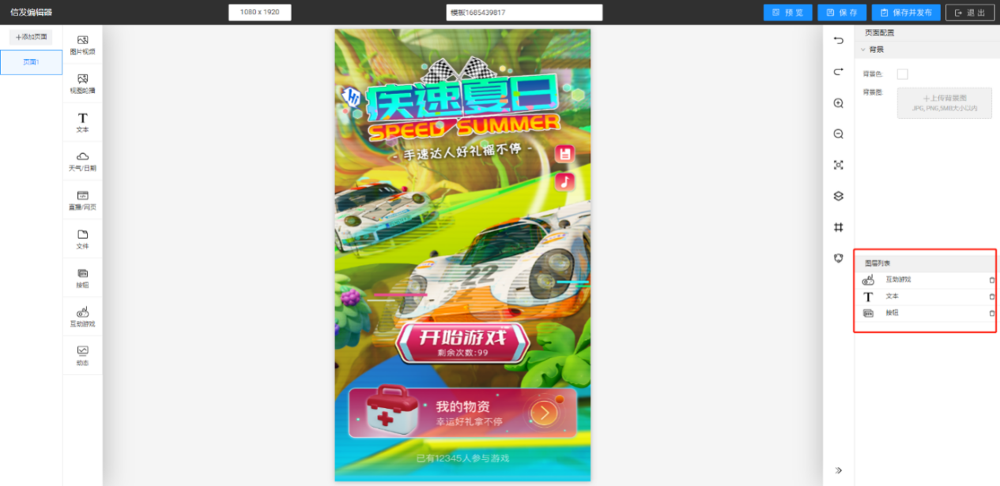 信发编辑器
1080 x 1920
模板1685439817
预 览
保 存
保存并发布
退 出
+添加页面
页面1
图片视频
视图轮播
T
文本
天气/日期
直播/网页
文件
按钮
互动游戏
动态
Hi
疾速夏日
SPEED SUMMER
- 手速达人好礼摇不停 -
22
开始游戏
剩余次数:99
我的物资
幸运好礼拿不停
已有12345人参与游戏
页面配置
背景
背景色:
背景图:
+上传背景图
JPG, PNG,5MB大小以内
图层列表
互动游戏
T 文本
按钮